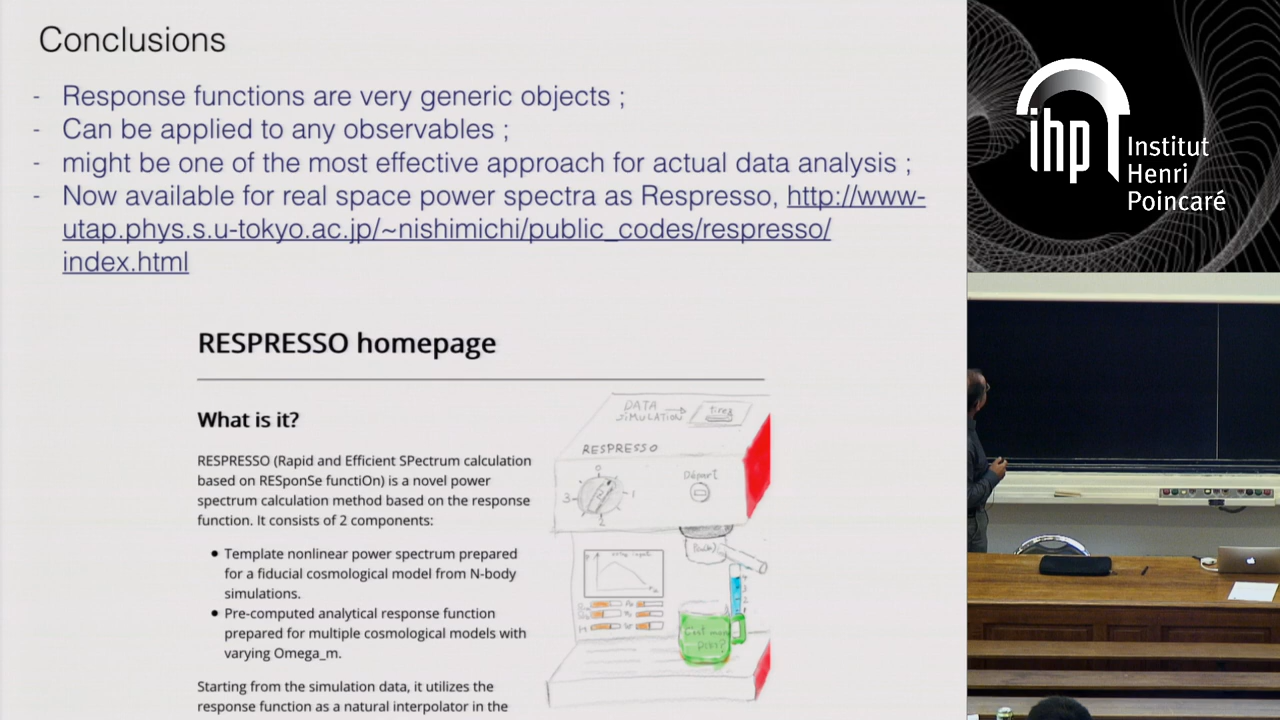 Conclusions
- Response functions are very generic objects ;
- Can be applied to any observables ;
- might be one of the most effective approach for actual data analysis ;
- Now available for real space power spectra as Respresso, http://www-
utap.phys.s.u-tokyo.ac.jp/~nishimichi/public_codes/respresso/
index.html
RESPRESSO homepage
What is it?
RESPRESSO (Rapid and Efficient SPectrum calculation
based on RESponSe functiOn) is a novel power
spectrum calculation method based on the response
function. It consists of 2 components:
● Template nonlinear power spectrum prepared
for a fiducial cosmological model from N-body
simulations.
● Pre-computed analytical response function
prepared for multiple cosmological models with
varying Omega_m.
Starting from the simulation data, it utilizes the
response function as a natural interpolator in the
DATA
SIMULATION
tirez
RESPRESSO
Départ
0
3
1
2
ihp Institut
Henri
Poincaré